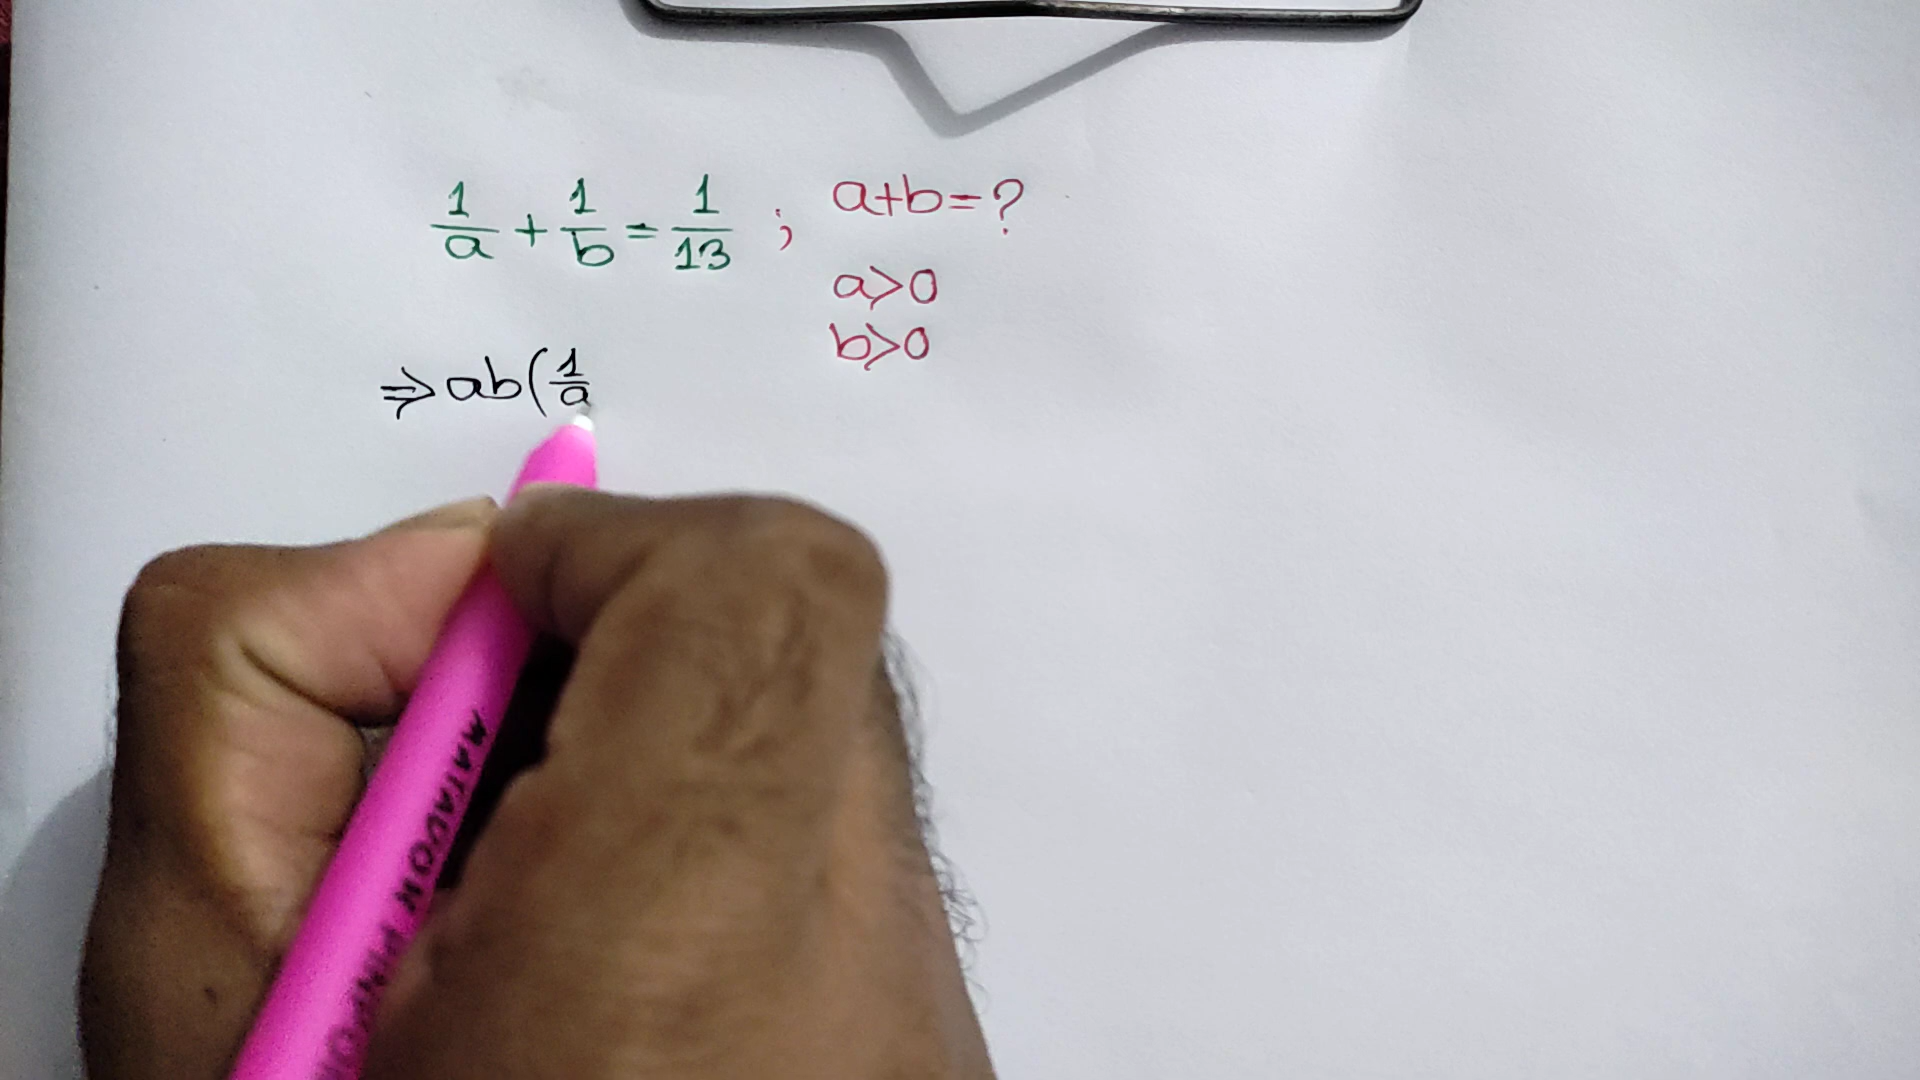 1/a + 1/b = 1/13 ; a+b=?
a>0
b>0
⇒ab(1/a
MATADOR